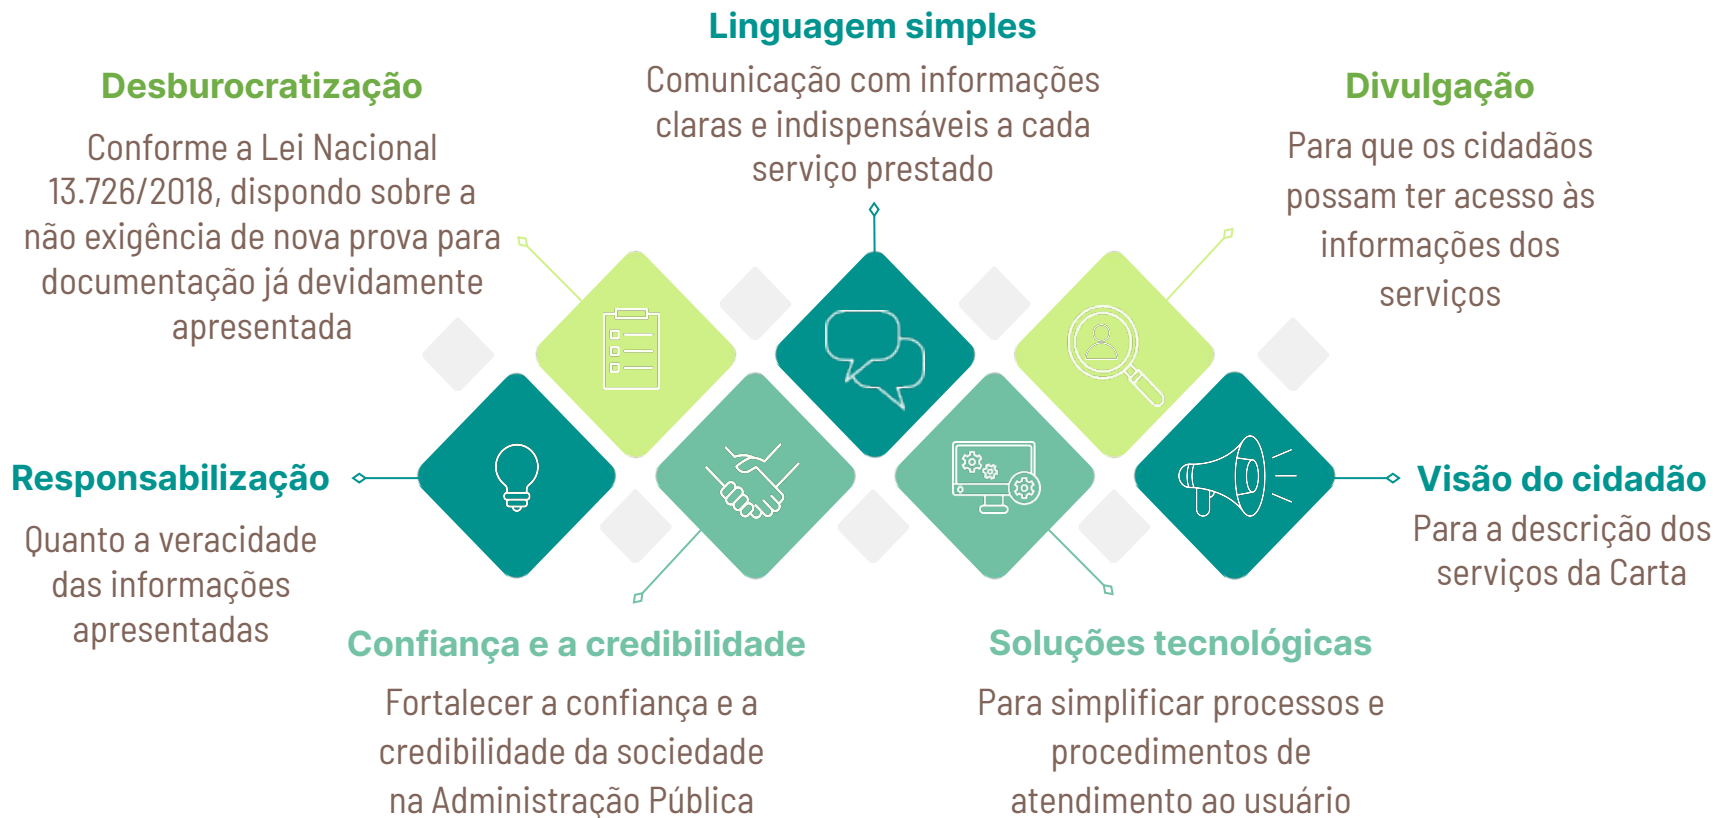 Linguagem simples
Comunicação com informações
claras e indispensáveis a cada
serviço prestado
Desburocratização
Conforme a Lei Nacional
13.726/2018, dispondo sobre a
não exigência de nova prova para
documentação já devidamente
apresentada
Divulgação
Para que os cidadãos
possam ter acesso às
informações dos
serviços
Responsabilização
Quanto a veracidade
das informações
apresentadas
Visão do cidadão
Para a descrição dos
serviços da Carta
Confiança e a credibilidade
Fortalecer a confiança e a
credibilidade da sociedade
na Administração Pública
Soluções tecnológicas
Para simplificar processos e
procedimentos de
atendimento ao usuário